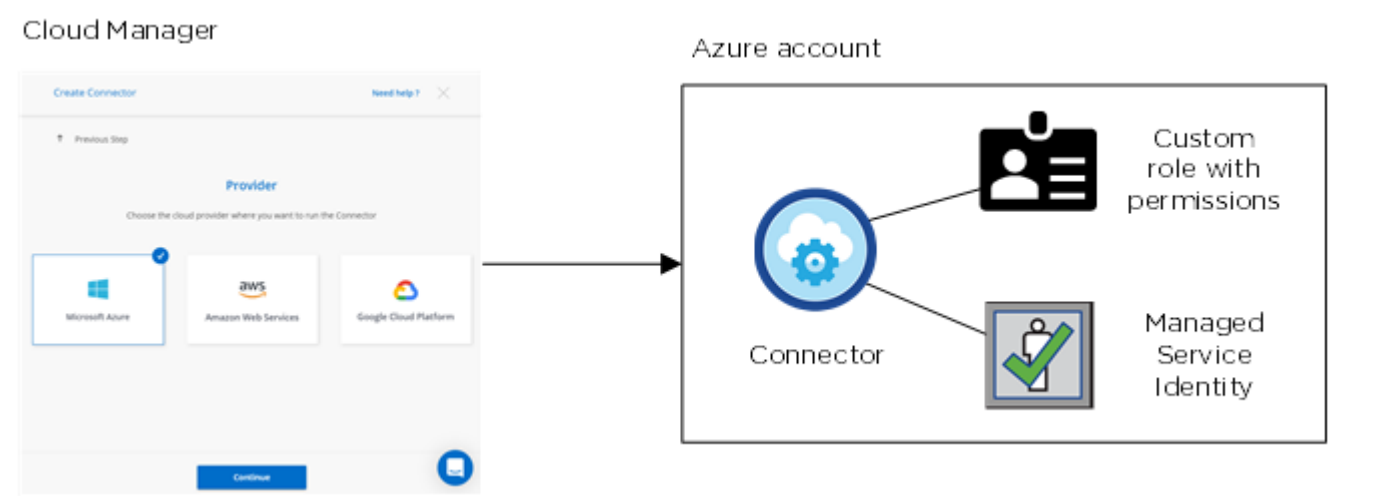 Cloud Manager
Azure account
Create Connector
Need help ?
Previous Step
Provider
Choose the cloud provider where you want to run the Connector
aws
Microsoft Azure
Amazon Web Services
Google Cloud Platform
Continue
Connector
Custom
role with
permissions
Managed
Service
Identity